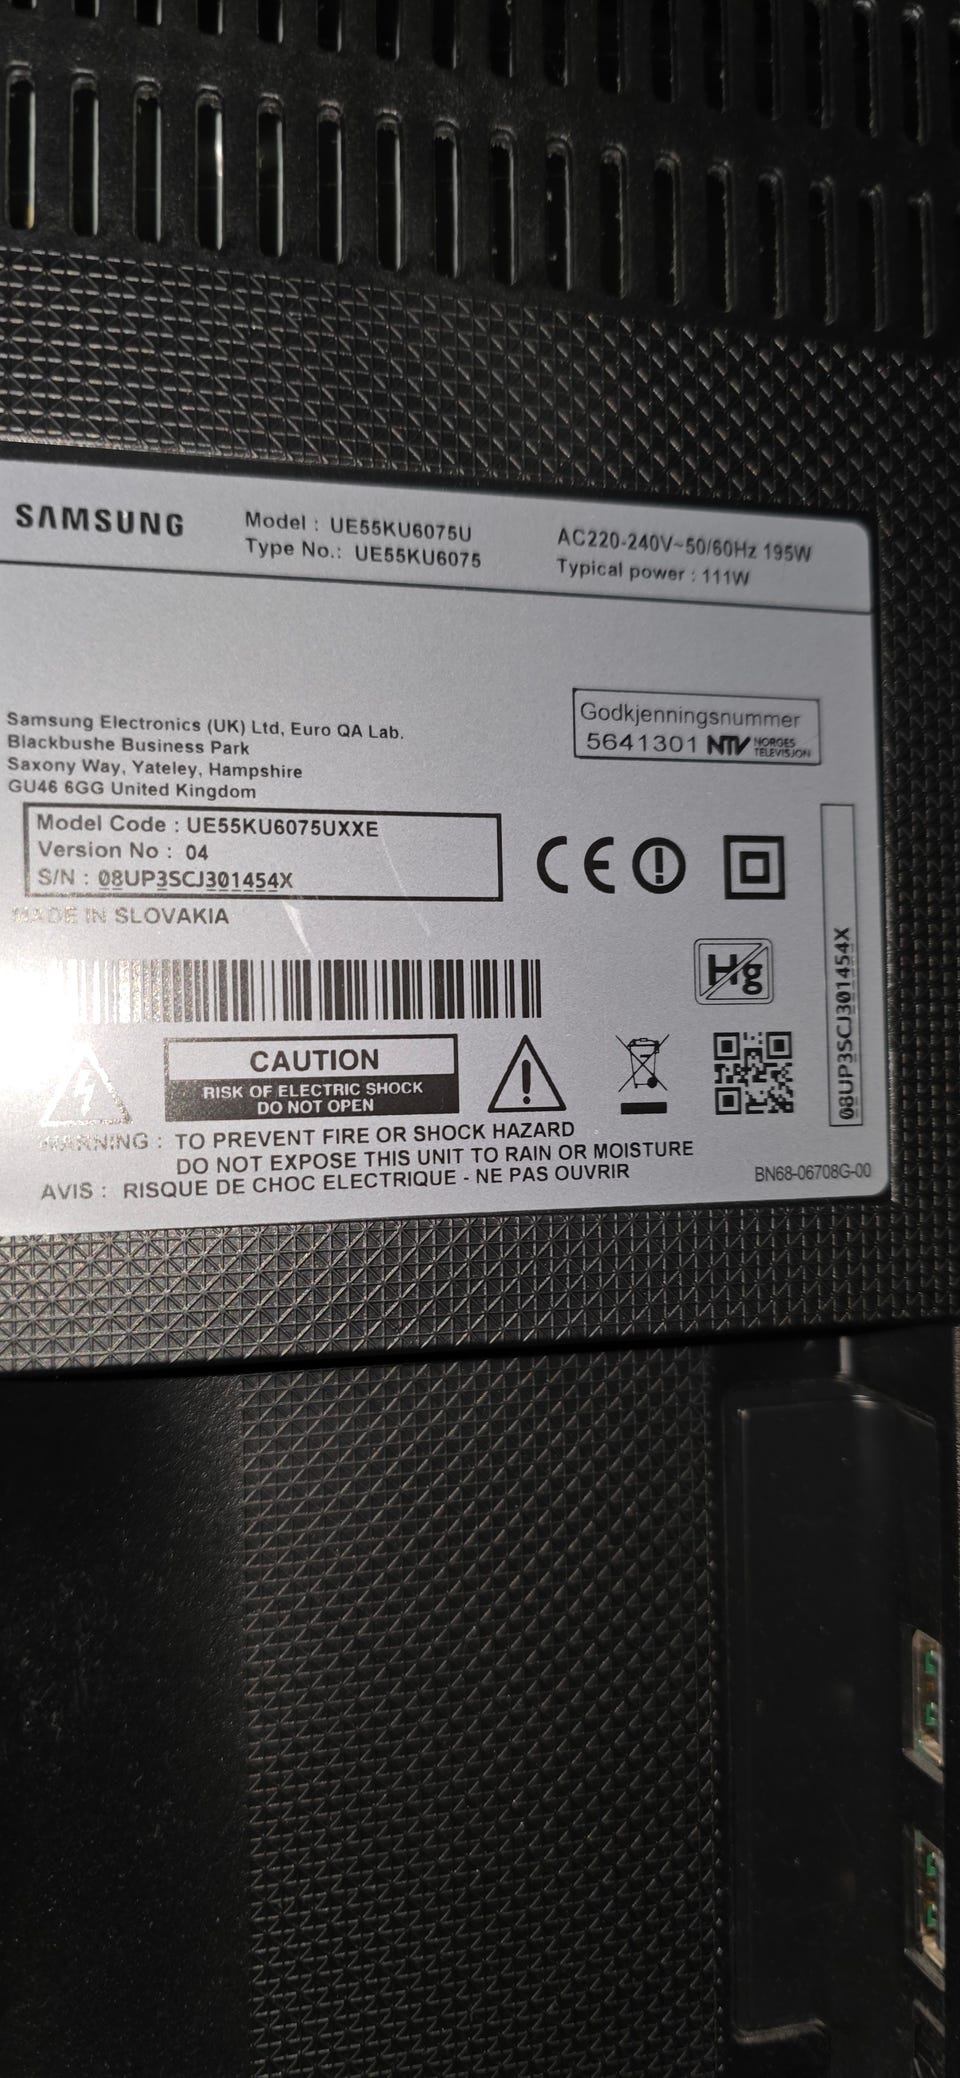 SAMSUNG
Model : UE55KU6075U
Type No.: UE55KU6075
AC220-240V~50/60Hz 195W
Typical power : 111W
Samsung Electronics (UK) Ltd, Euro QA Lab.
Blackbushe Business Park
Saxony Way, Yateley, Hampshire
GU46 6GG United Kingdom
Godkjenningsnummer
5641301 NTV NORGES
TELEVISJON
Model Code : UE55KU6075UXXE
Version No : 04
S/N : 08UP3SCJ301454X
MADE IN SLOVAKIA
CE
Hg
08UP3SCJ301454X
CAUTION
RISK OF ELECTRIC SHOCK
DO NOT OPEN
WARNING : TO PREVENT FIRE OR SHOCK HAZARD
DO NOT EXPOSE THIS UNIT TO RAIN OR MOISTURE
AVIS : RISQUE DE CHOC ELECTRIQUE - NE PAS OUVRIR
BN68-06708G-00